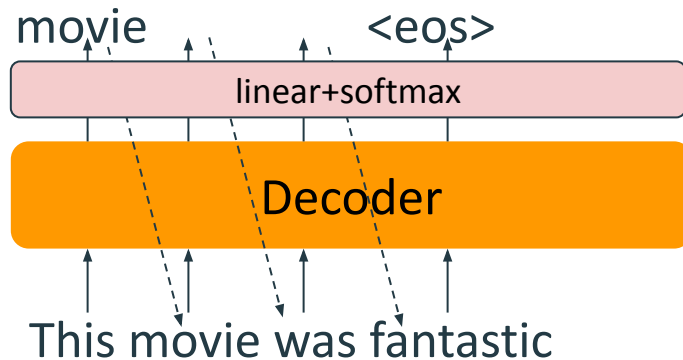 movie <eos>
linear+softmax
Decoder
This movie was fantastic